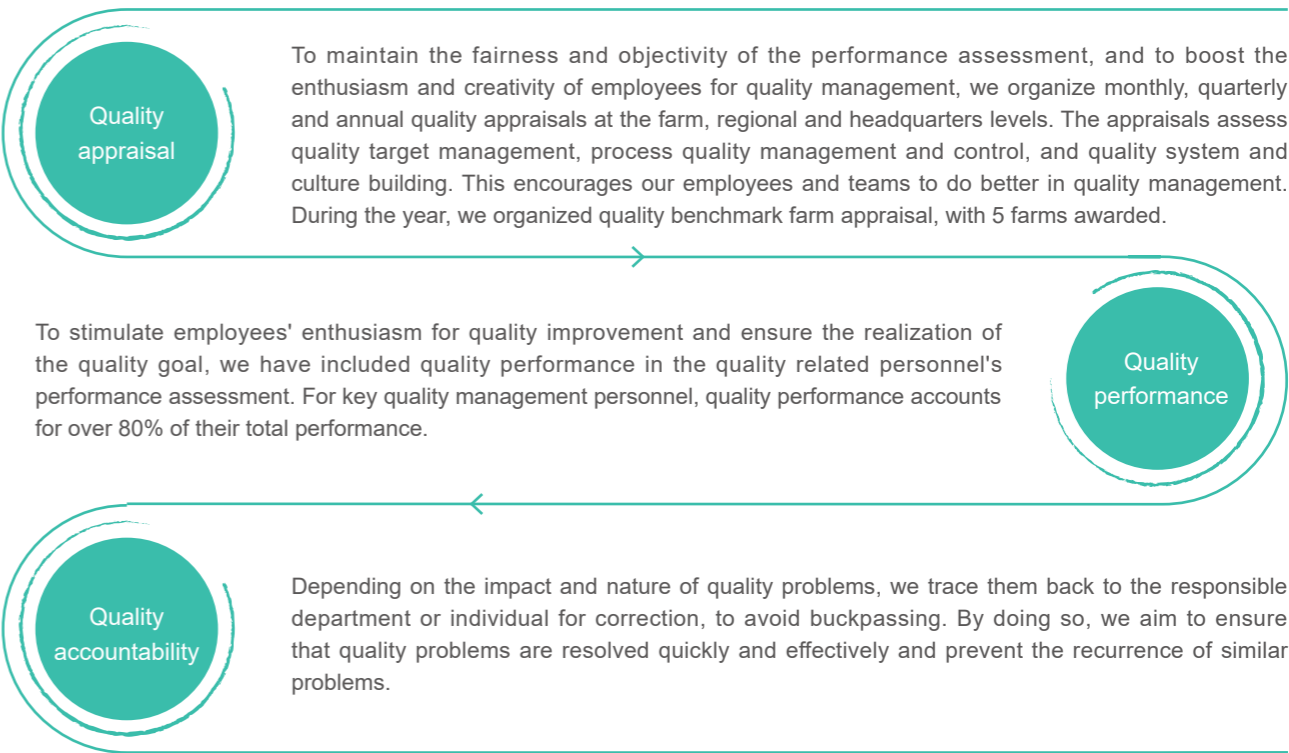 Quality
appraisal
To maintain the fairness and objectivity of the performance assessment, and to boost the
enthusiasm and creativity of employees for quality management, we organize monthly, quarterly
and annual quality appraisals at the farm, regional and headquarters levels. The appraisals assess
quality target management, process quality management and control, and quality system and
culture building. This encourages our employees and teams to do better in quality management.
During the year, we organized quality benchmark farm appraisal, with 5 farms awarded.
To stimulate employees' enthusiasm for quality improvement and ensure the realization of
the quality goal, we have included quality performance in the quality related personnel's
performance assessment. For key quality management personnel, quality performance accounts
for over 80% of their total performance.
Quality
performance
Quality
accountability
Depending on the impact and nature of quality problems, we trace them back to the responsible
department or individual for correction, to avoid buckpassing. By doing so, we aim to ensure
that quality problems are resolved quickly and effectively and prevent the recurrence of similar
problems.